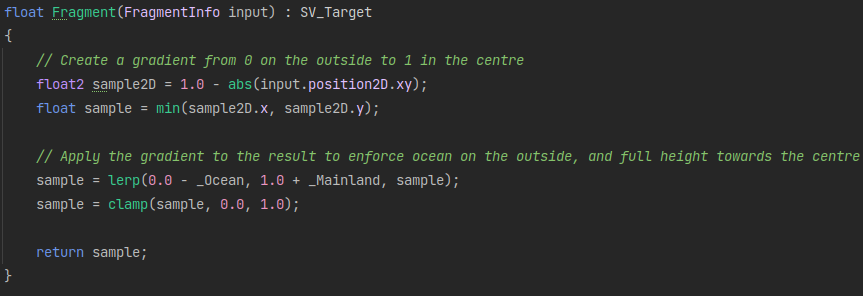 float Fragment(FragmentInfo input) : SV_Target
{
// Create a gradient from 0 on the outside to 1 in the centre
float2 sample2D = 1.0 - abs(input.position2D.xy);
float sample = min(sample2D.x, sample2D.y);
// Apply the gradient to the result to enforce ocean on the outside, and full height towards the centre
sample = lerp(0.0 - _Ocean, 1.0 + _Mainland, sample);
sample = clamp(sample, 0.0, 1.0);
return sample;
}